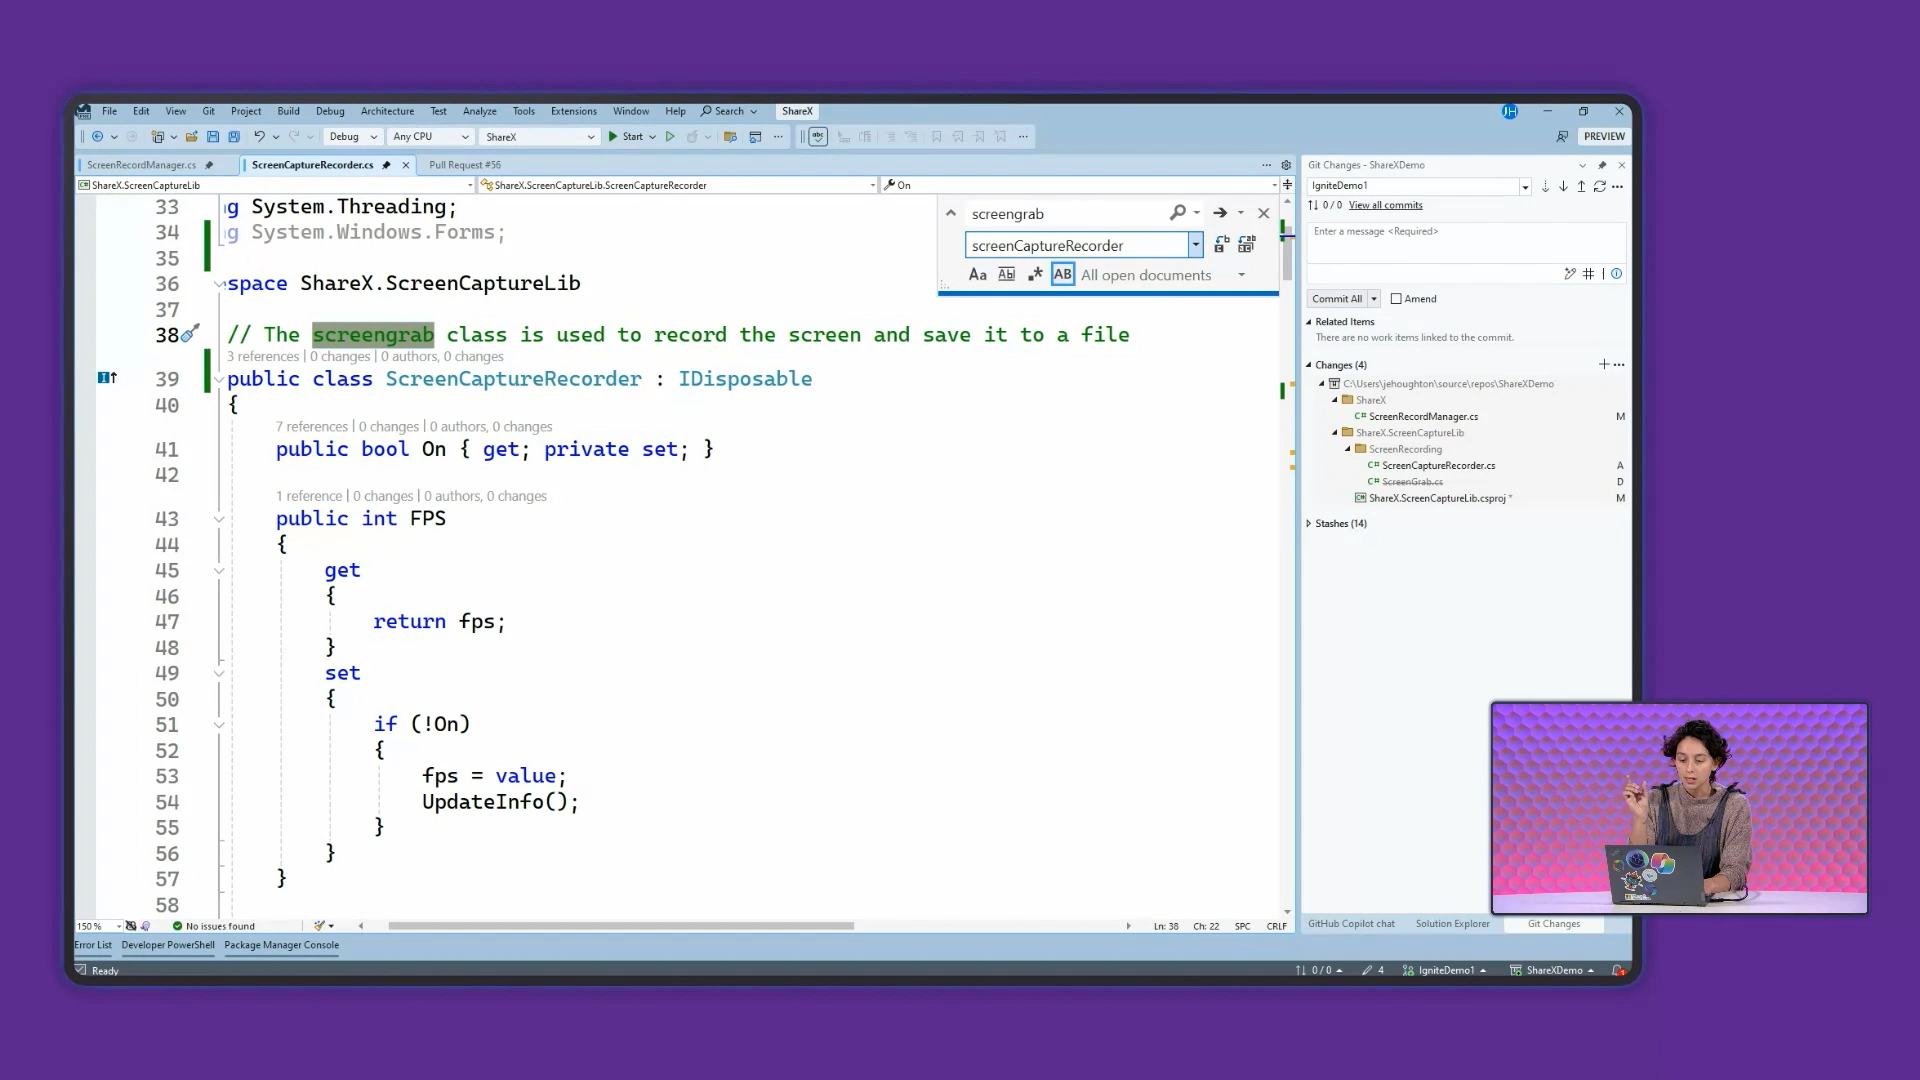 File Edit View Git Project Build Debug Architecture Test Analyze Tools Extensions Window Help Search ShareX JH
Debug Any CPU ShareX Start PREVIEW
ScreenRecordManager.cs ScreenCaptureRecorder.cs Pull Request #56
ShareX.ScreenCaptureLib ShareX.ScreenCaptureLib.ScreenCaptureRecorder On
33 g System.Threading;
34 g System.Windows.Forms;
35
36 space ShareX.ScreenCaptureLib
37
38 // The screengrab class is used to record the screen and save it to a file
3 references | 0 changes | 0 authors, 0 changes
39 public class ScreenCaptureRecorder : IDisposable
40 {
7 references | 0 changes | 0 authors, 0 changes
41 public bool On { get; private set; }
42
1 reference | 0 changes | 0 authors, 0 changes
43 public int FPS
44 {
45 get
46 {
47 return fps;
48 }
49 set
50 {
51 if (!On)
52 {
53 fps = value;
54 UpdateInfo();
55 }
56 }
57 }
58
screengrab
screenCaptureRecorder
Aa Ab .* AB All open documents
150 % No issues found Ln: 38 Ch: 22 SPC CRLF
Error List Developer PowerShell Package Manager Console
Git Changes - ShareXDemo
IgniteDemo1
0 / 0 View all commits
Enter a message <Required>
Commit All Amend
Related Items
There are no work items linked to the commit.
Changes (4)
C:\Users\jehoughton\source\repos\ShareXDemo
ShareX
C# ScreenRecordManager.cs M
ShareX.ScreenCaptureLib
ScreenRecording
C# ScreenCaptureRecorder.cs A
C# ScreenGrab.cs D
ShareX.ScreenCaptureLib.csproj * M
Stashes (14)
GitHub Copilot chat Solution Explorer Git Changes
Ready 0 / 0 4 IgniteDemo1 ShareXDemo